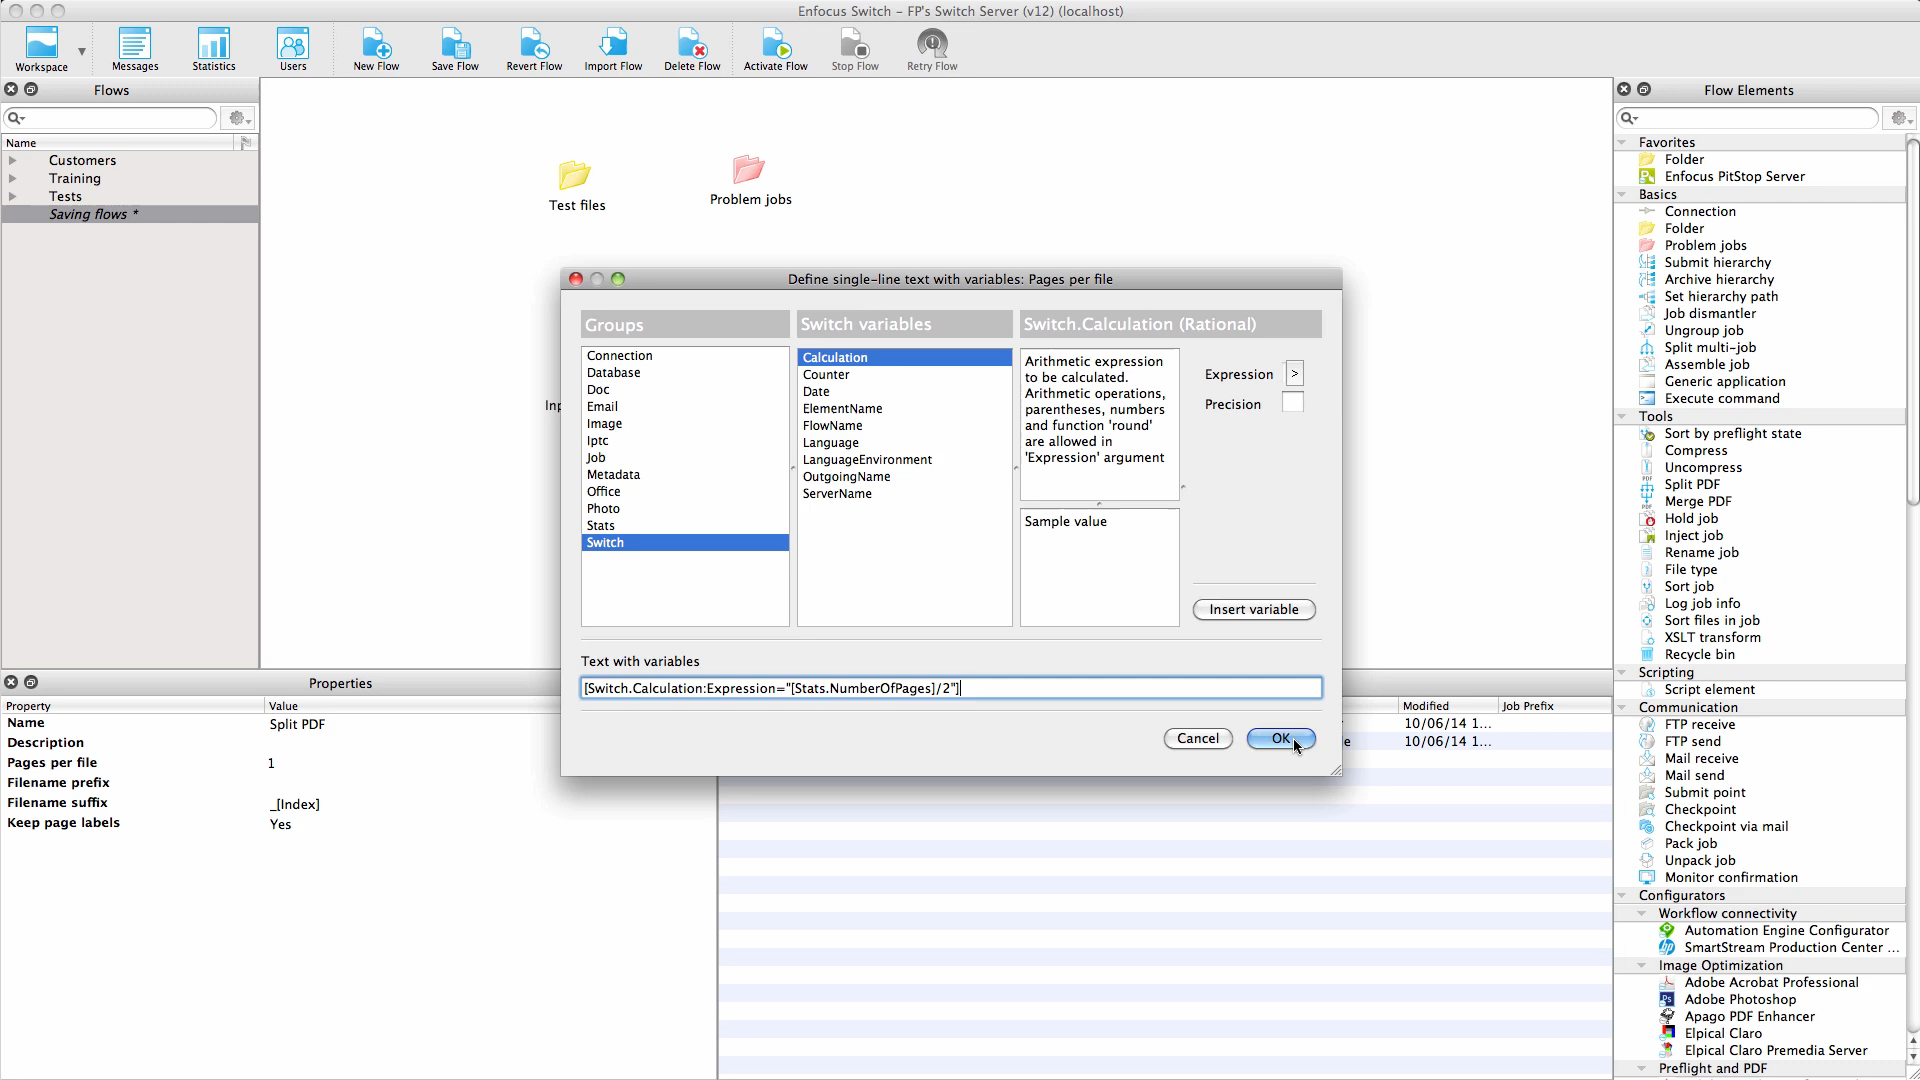 Enfocus Switch – FP's Switch Server (v12) (localhost)
Workspace
Messages
Statistics
Users
New Flow
Save Flow
Revert Flow
Import Flow
Delete Flow
Activate Flow
Stop Flow
Retry Flow
Flows
Name
Customers
Training
Tests
Saving flows *
Test files
Problem jobs
Define single-line text with variables: Pages per file
Groups
Connection
Database
Doc
Email
Image
Iptc
Job
Metadata
Office
Photo
Stats
Switch
Switch variables
Calculation
Counter
Date
ElementName
FlowName
Language
LanguageEnvironment
OutgoingName
ServerName
Switch.Calculation (Rational)
Arithmetic expression
to be calculated.
Arithmetic operations,
parentheses, numbers
and function 'round'
are allowed in
'Expression' argument
Sample value
Expression >
Precision
Insert variable
Text with variables
[Switch.Calculation:Expression="[Stats.NumberOfPages]/2"]
Cancel
OK
Properties
Property Value
Name Split PDF
Description
Pages per file 1
Filename prefix
Filename suffix _[Index]
Keep page labels Yes
Modified Job Prefix
10/06/14 1...
10/06/14 1...
Flow Elements
Favorites
Folder
Enfocus PitStop Server
Basics
Connection
Folder
Problem jobs
Submit hierarchy
Archive hierarchy
Set hierarchy path
Job dismantler
Ungroup job
Split multi-job
Assemble job
Generic application
Execute command
Tools
Sort by preflight state
Compress
Uncompress
Split PDF
Merge PDF
Hold job
Inject job
Rename job
File type
Sort job
Log job info
Sort files in job
XSLT transform
Recycle bin
Scripting
Script element
Communication
FTP receive
FTP send
Mail receive
Mail send
Submit point
Checkpoint
Checkpoint via mail
Pack job
Unpack job
Monitor confirmation
Configurators
Workflow connectivity
Automation Engine Configurator
SmartStream Production Center ...
Image Optimization
Adobe Acrobat Professional
Adobe Photoshop
Apago PDF Enhancer
Elpical Claro
Elpical Claro Premedia Server
Preflight and PDF